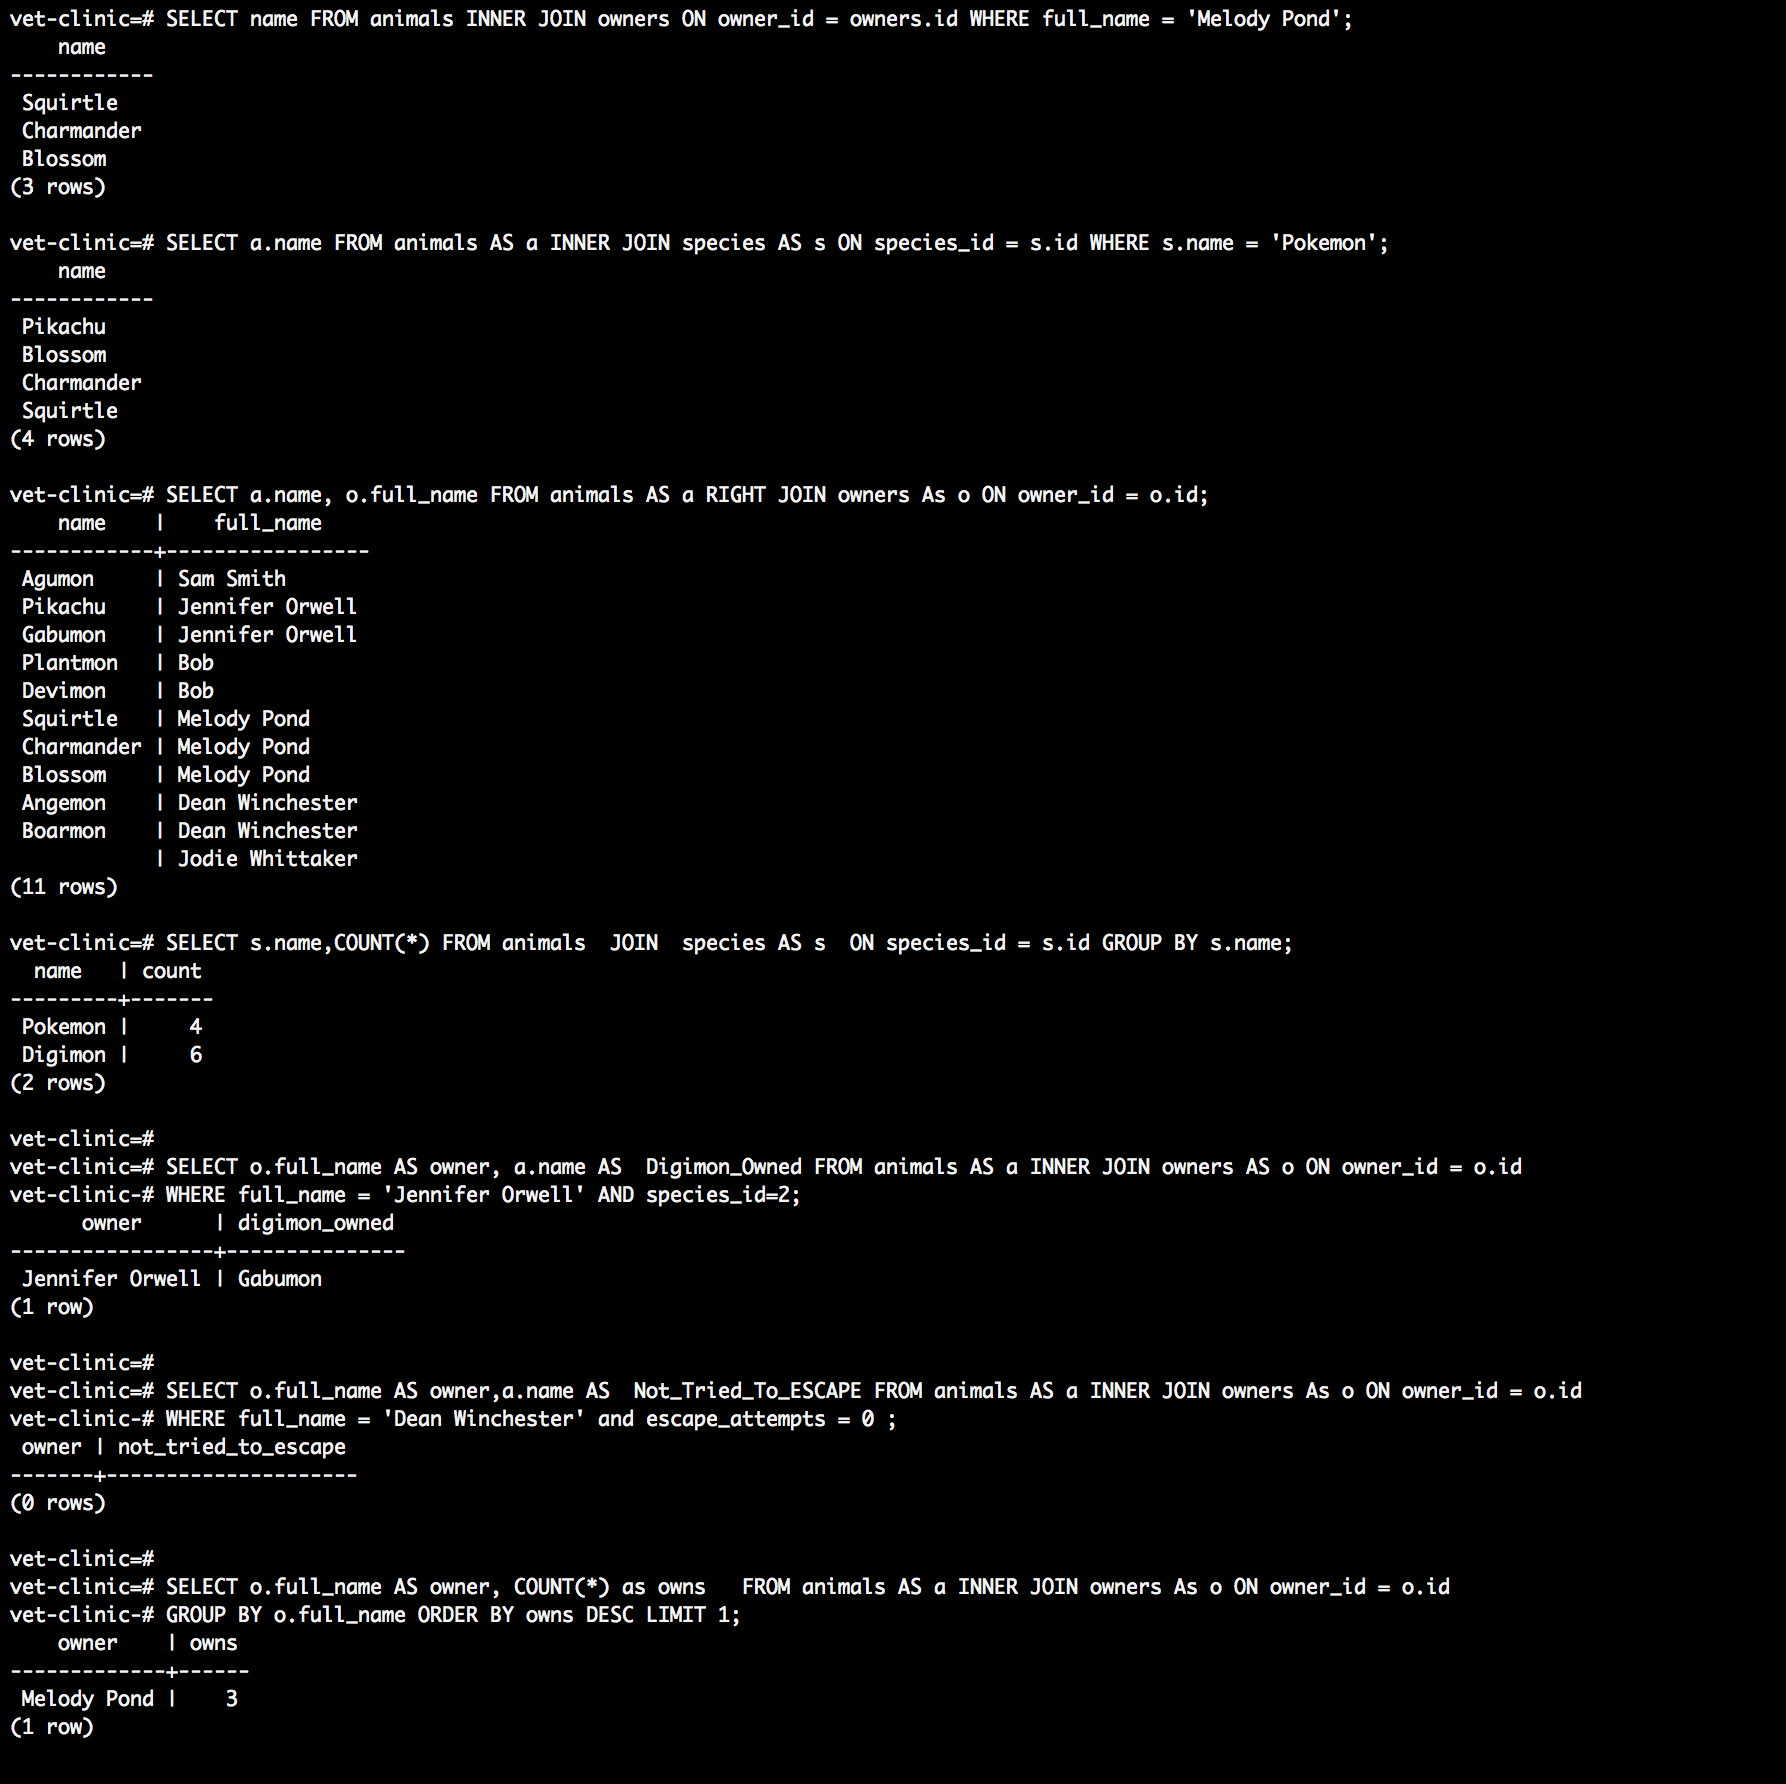 vet-clinic=# SELECT name FROM animals INNER JOIN owners ON owner_id = owners.id WHERE full_name = 'Melody Pond';
    name
------------
 Squirtle
 Charmander
 Blossom
(3 rows)

vet-clinic=# SELECT a.name FROM animals AS a INNER JOIN species AS s ON species_id = s.id WHERE s.name = 'Pokemon';
    name
------------
 Pikachu
 Blossom
 Charmander
 Squirtle
(4 rows)

vet-clinic=# SELECT a.name, o.full_name FROM animals AS a RIGHT JOIN owners As o ON owner_id = o.id;
    name    |    full_name
------------+-----------------
 Agumon     | Sam Smith
 Pikachu    | Jennifer Orwell
 Gabumon    | Jennifer Orwell
 Plantmon   | Bob
 Devimon    | Bob
 Squirtle   | Melody Pond
 Charmander | Melody Pond
 Blossom    | Melody Pond
 Angemon    | Dean Winchester
 Boarmon    | Dean Winchester
            | Jodie Whittaker
(11 rows)

vet-clinic=# SELECT s.name,COUNT(*) FROM animals  JOIN  species AS s  ON species_id = s.id GROUP BY s.name;
  name   | count
---------+-------
 Pokemon |     4
 Digimon |     6
(2 rows)

vet-clinic=#
vet-clinic=# SELECT o.full_name AS owner, a.name AS  Digimon_Owned FROM animals AS a INNER JOIN owners AS o ON owner_id = o.id
vet-clinic-# WHERE full_name = 'Jennifer Orwell' AND species_id=2;
      owner      | digimon_owned
-----------------+---------------
 Jennifer Orwell | Gabumon
(1 row)

vet-clinic=#
vet-clinic=# SELECT o.full_name AS owner,a.name AS  Not_Tried_To_ESCAPE FROM animals AS a INNER JOIN owners As o ON owner_id = o.id
vet-clinic-# WHERE full_name = 'Dean Winchester' and escape_attempts = 0 ;
 owner | not_tried_to_escape
-------+---------------------
(0 rows)

vet-clinic=#
vet-clinic=# SELECT o.full_name AS owner, COUNT(*) as owns   FROM animals AS a INNER JOIN owners As o ON owner_id = o.id
vet-clinic-# GROUP BY o.full_name ORDER BY owns DESC LIMIT 1;
    owner    | owns
-------------+------
 Melody Pond |    3
(1 row)